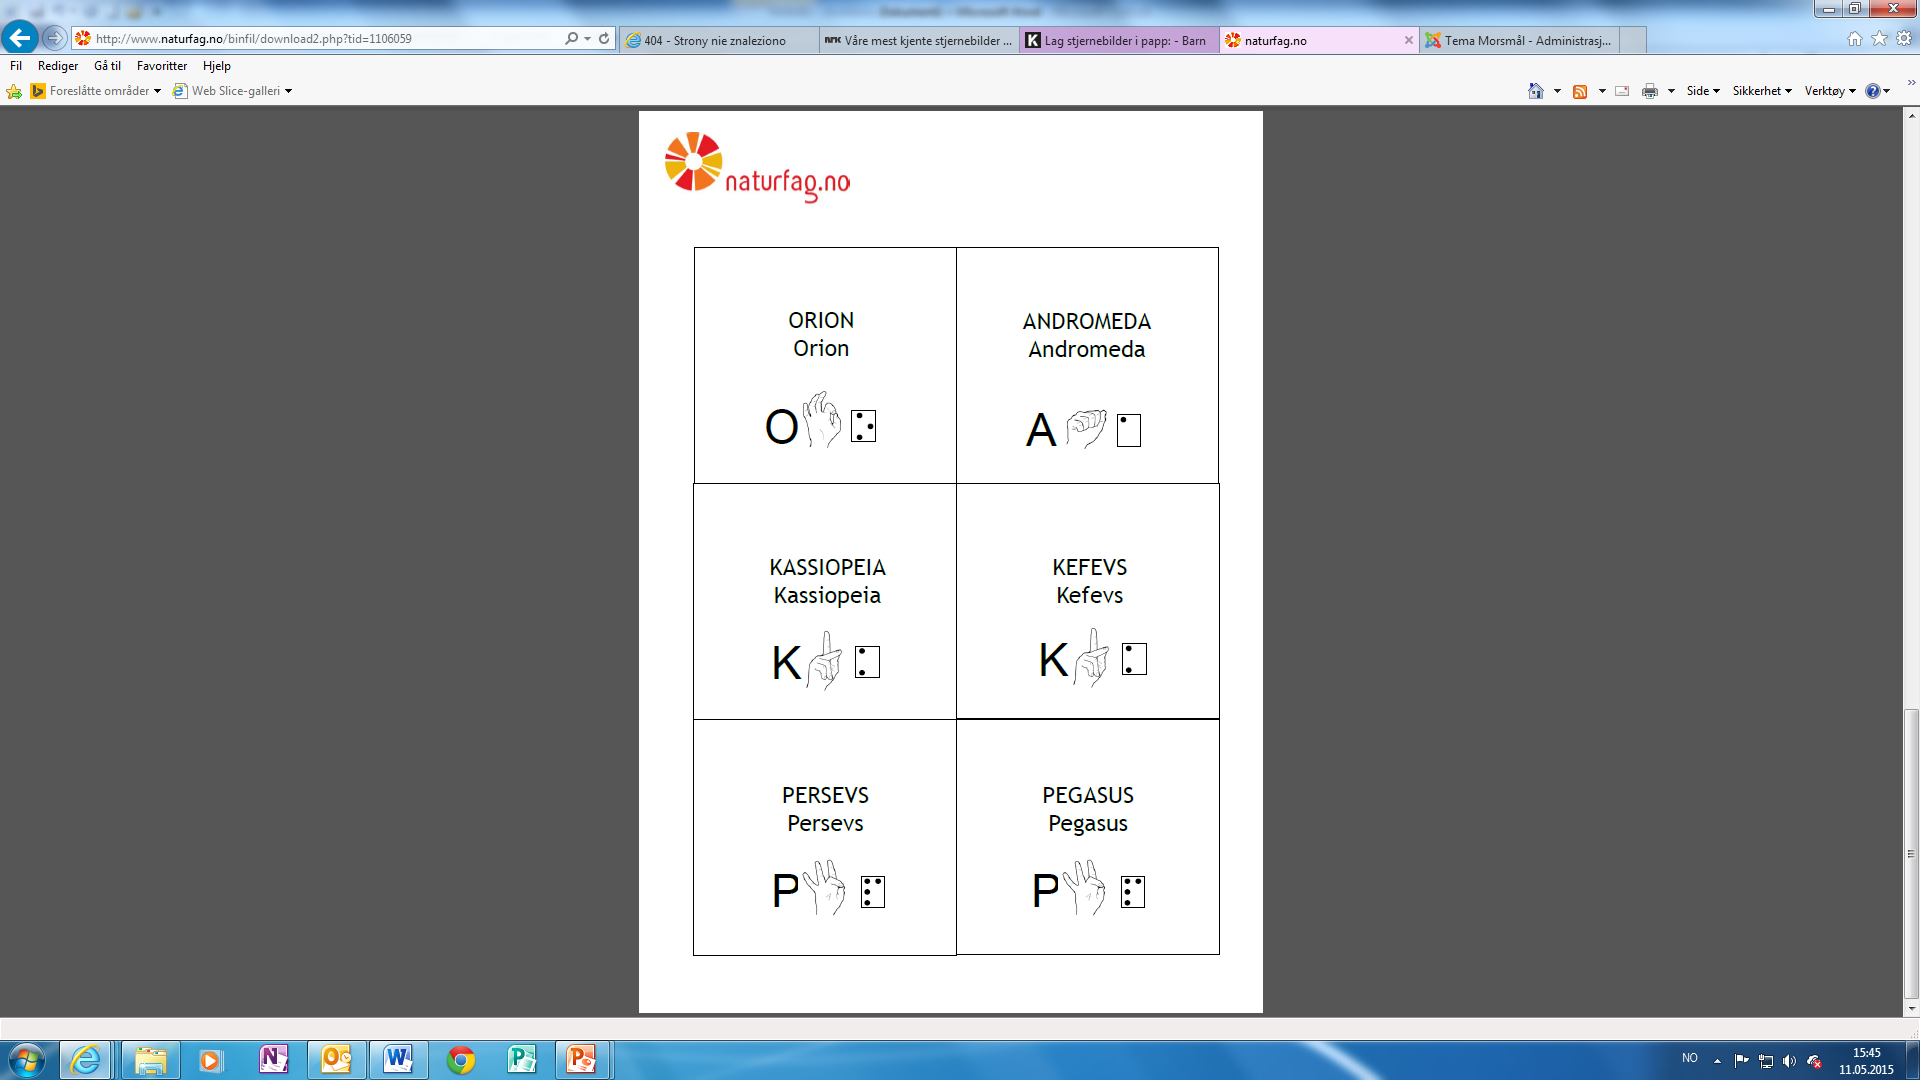 http://www.naturfag.no/binfil/download2.php?tid=1106059
404 - Strony nie znaleziono
NRK Våre mest kjente stjernebilder ...
K Lag stjernebilder i papp: - Barn
naturfag.no
Tema Morsmål - Administrasj...
Fil Rediger Gå til Favoritter Hjelp
Foreslåtte områder Web Slice-galleri
Side Sikkerhet Verktøy
naturfag.no
ORION
Orion
O
ANDROMEDA
Andromeda
A
KASSIOPEIA
Kassiopeia
K
KEFEVS
Kefevs
K
PERSEVS
Persevs
P
PEGASUS
Pegasus
P
NO
15:45
11.05.2015